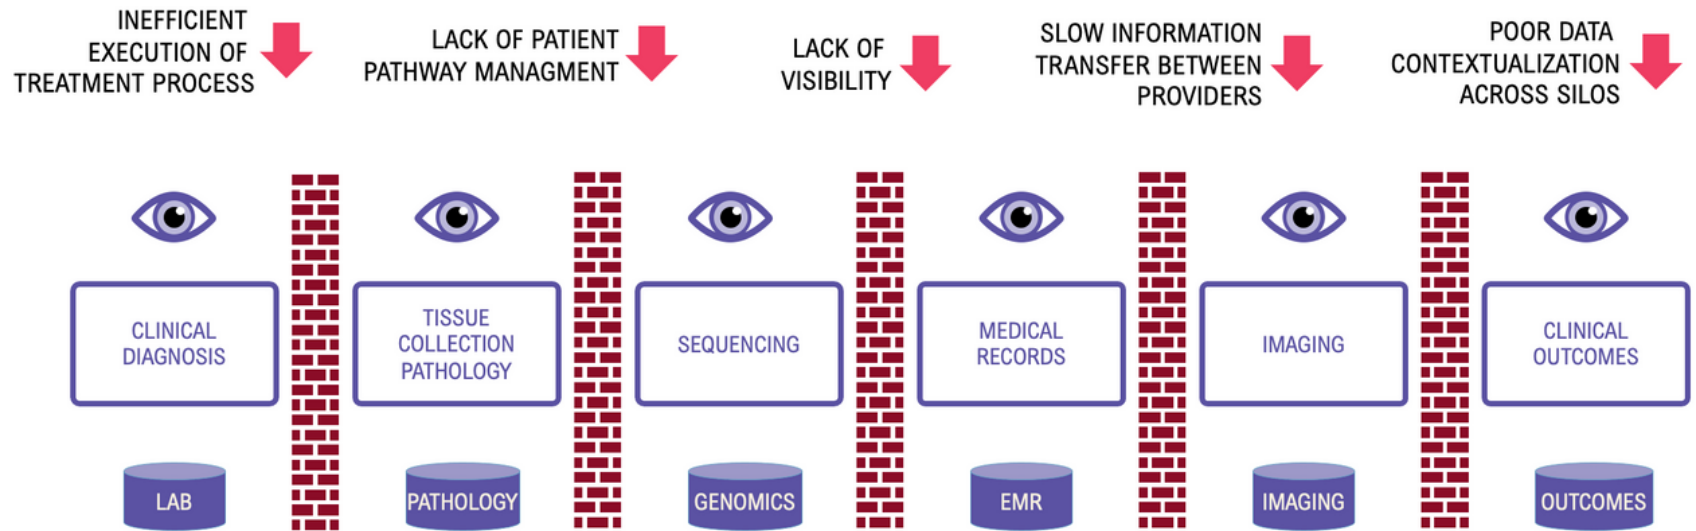 INEFFICIENT
EXECUTION OF
TREATMENT PROCESS
LACK OF PATIENT
PATHWAY MANAGMENT
LACK OF
VISIBILITY
SLOW INFORMATION
TRANSFER BETWEEN
PROVIDERS
POOR DATA
CONTEXTUALIZATION
ACROSS SILOS
CLINICAL
DIAGNOSIS
TISSUE
COLLECTION
PATHOLOGY
SEQUENCING
MEDICAL
RECORDS
IMAGING
CLINICAL
OUTCOMES
LAB
PATHOLOGY
GENOMICS
EMR
IMAGING
OUTCOMES